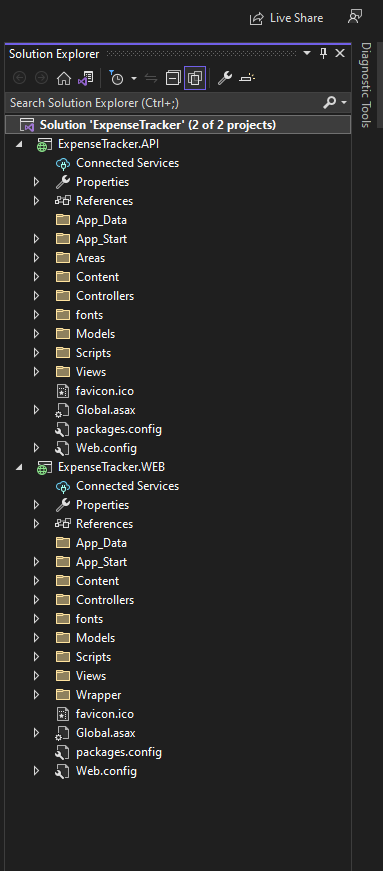 Live Share
Solution Explorer
Search Solution Explorer (Ctrl+;)
Diagnostic Tools
Solution 'ExpenseTracker' (2 of 2 projects)
ExpenseTracker.API
Connected Services
Properties
References
App_Data
App_Start
Areas
Content
Controllers
fonts
Models
Scripts
Views
favicon.ico
Global.asax
packages.config
Web.config
ExpenseTracker.WEB
Connected Services
Properties
References
App_Data
App_Start
Content
Controllers
fonts
Models
Scripts
Views
Wrapper
favicon.ico
Global.asax
packages.config
Web.config